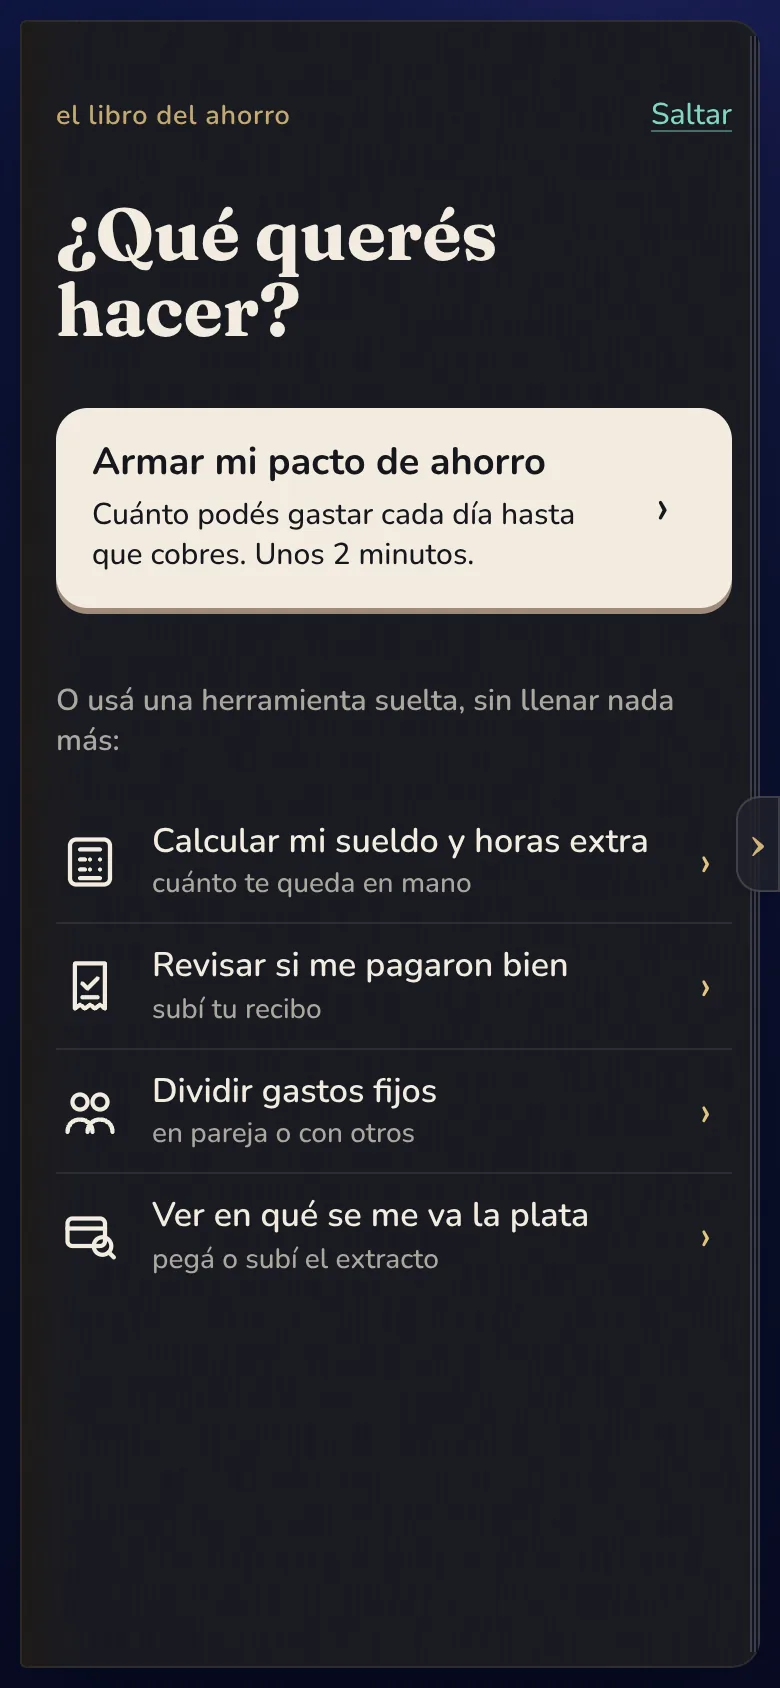 el libro del ahorro
Saltar
¿Qué querés
hacer?
Armar mi pacto de ahorro
Cuánto podés gastar cada día hasta
que cobres. Unos 2 minutos.
O usá una herramienta suelta, sin llenar nada
más:
Calcular mi sueldo y horas extra
cuánto te queda en mano
Revisar si me pagaron bien
subí tu recibo
Dividir gastos fijos
en pareja o con otros
Ver en qué se me va la plata
pegá o subí el extracto